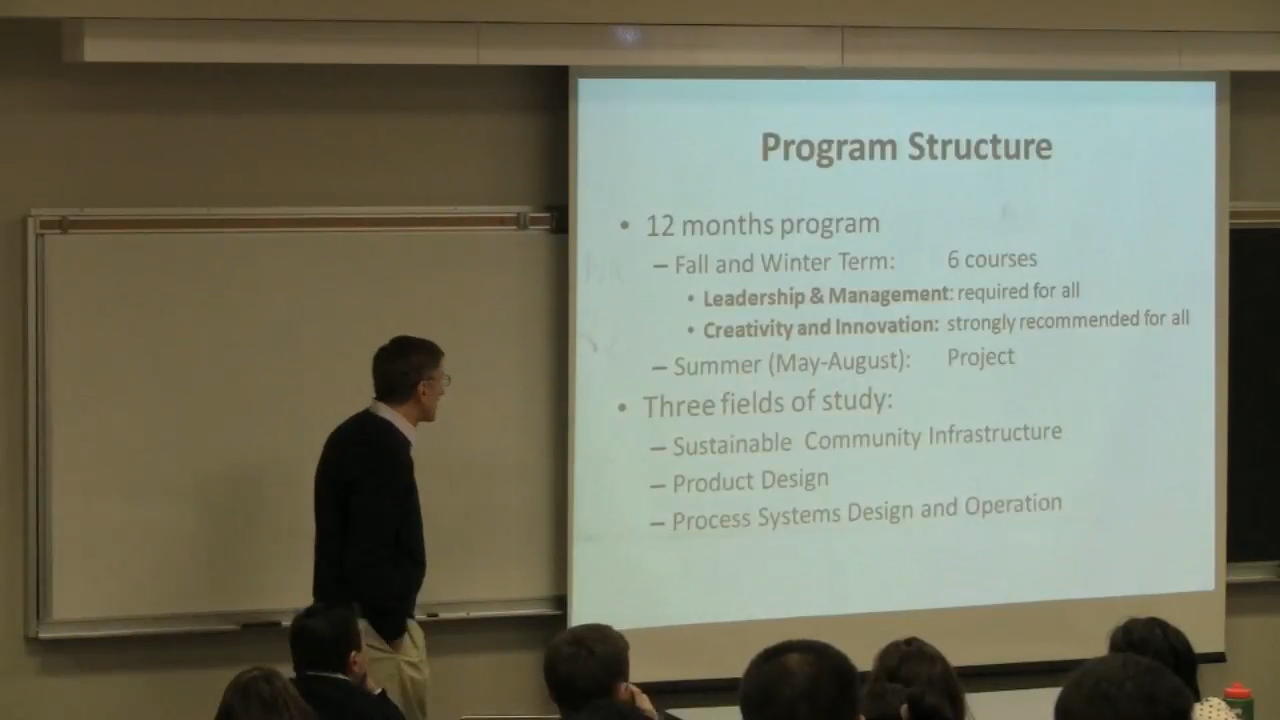 Program Structure
• 12 months program
– Fall and Winter Term: 6 courses
• Leadership & Management: required for all
• Creativity and Innovation: strongly recommended for all
– Summer (May-August): Project
• Three fields of study:
– Sustainable Community Infrastructure
– Product Design
– Process Systems Design and Operation